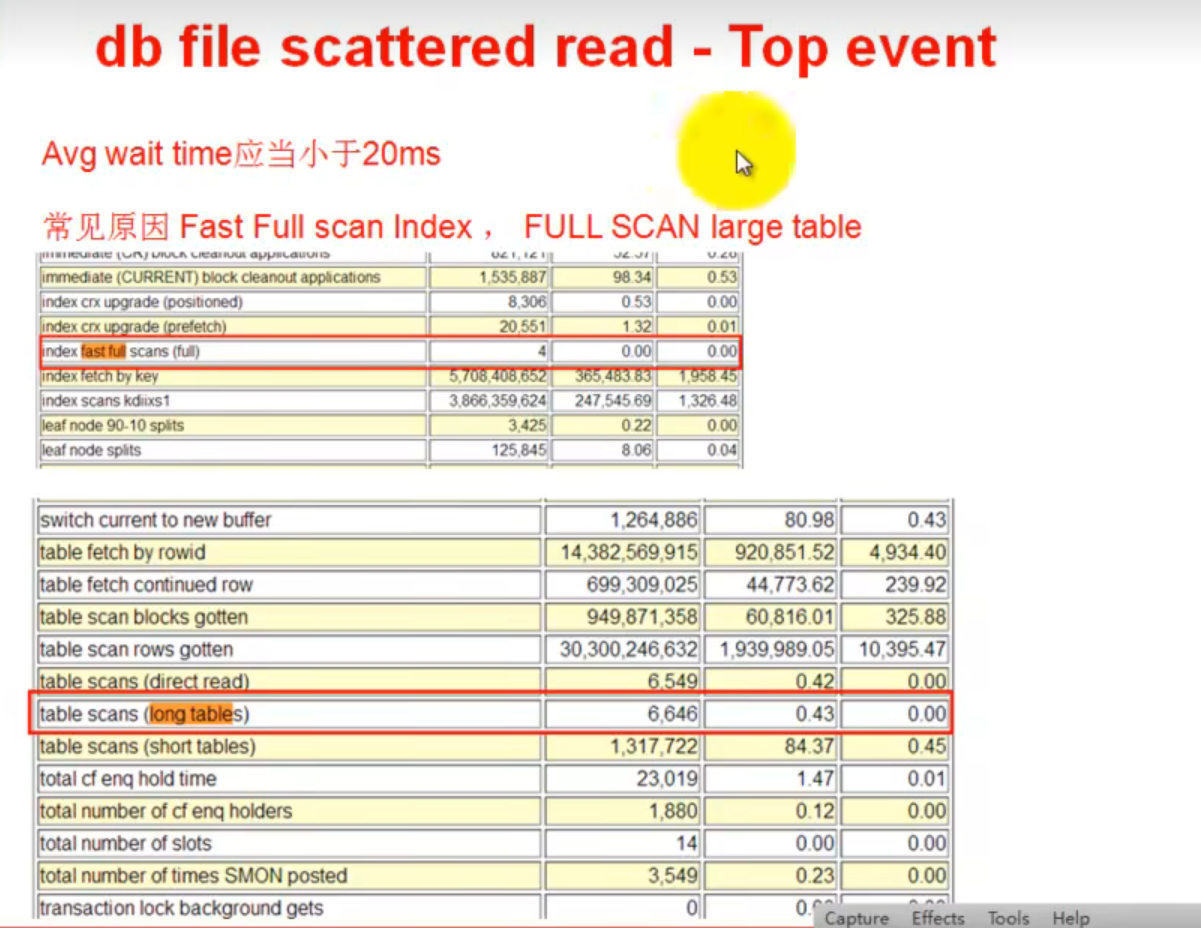 db file scattered read - Top event
Avg wait time应当小于20ms
常见原因 Fast Full scan Index ， FULL SCAN large table
immediate (CR) block cleanout applications 821,121 52.57 0.28
immediate (CURRENT) block cleanout applications 1,535,887 98.34 0.53
index crx upgrade (positioned) 8,306 0.53 0.00
index crx upgrade (prefetch) 20,551 1.32 0.01
index fast full scans (full) 4 0.00 0.00
index fetch by key 5,708,408,652 365,483.83 1,958.45
index scans kdiixs1 3,866,359,624 247,545.69 1,326.48
leaf node 90-10 splits 3,425 0.22 0.00
leaf node splits 125,845 8.06 0.04
switch current to new buffer 1,264,886 80.98 0.43
table fetch by rowid 14,382,569,915 920,851.52 4,934.40
table fetch continued row 699,309,025 44,773.62 239.92
table scan blocks gotten 949,871,358 60,816.01 325.88
table scan rows gotten 30,300,246,632 1,939,989.05 10,395.47
table scans (direct read) 6,549 0.42 0.00
table scans (long tables) 6,646 0.43 0.00
table scans (short tables) 1,317,722 84.37 0.45
total cf enq hold time 23,019 1.47 0.01
total number of cf enq holders 1,880 0.12 0.00
total number of slots 14 0.00 0.00
total number of times SMON posted 3,549 0.23 0.00
transaction lock background gets 0
Capture Effects Tools Help